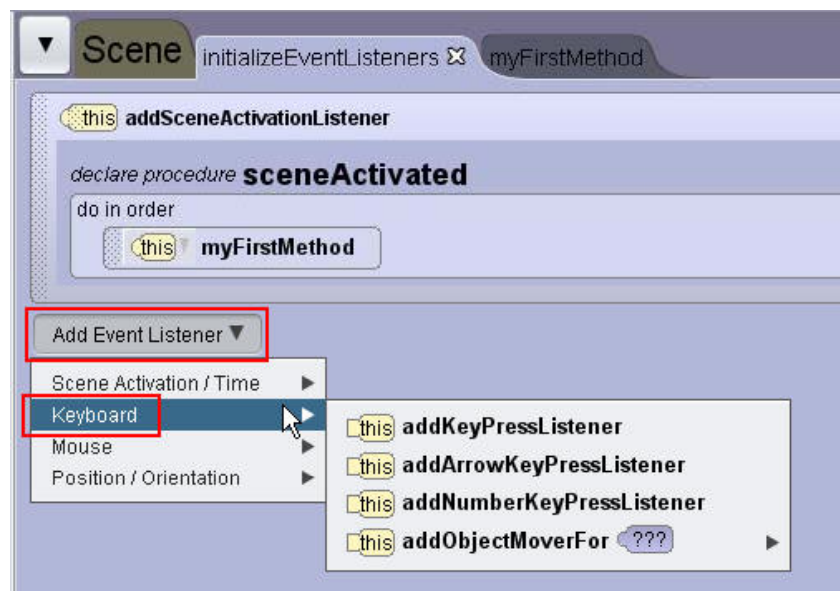 Scene initializeEventListeners myFirstMethod
this addSceneActivationListener
declare procedure sceneActivated
do in order
this myFirstMethod
Add Event Listener
Scene Activation / Time
Keyboard
Mouse
Position / Orientation
this addKeyPressListener
this addArrowKeyPressListener
this addNumberKeyPressListener
this addObjectMoverFor ???